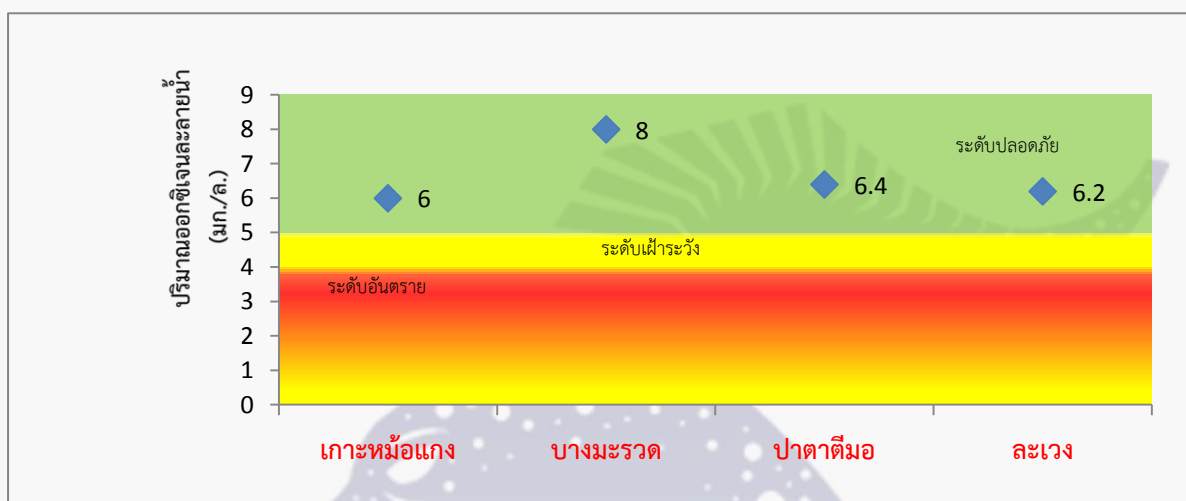 ปริมาณออกซิเจนละลายน้ำ
(มก./ล.)
9
8
7
6
5
4
3
2
1
0
6
8
6.4
6.2
ระดับปลอดภัย
ระดับเฝ้าระวัง
ระดับอันตราย
เกาะหม้อแกง
บางมะรวด
ปาตาตีมอ
ละเวง